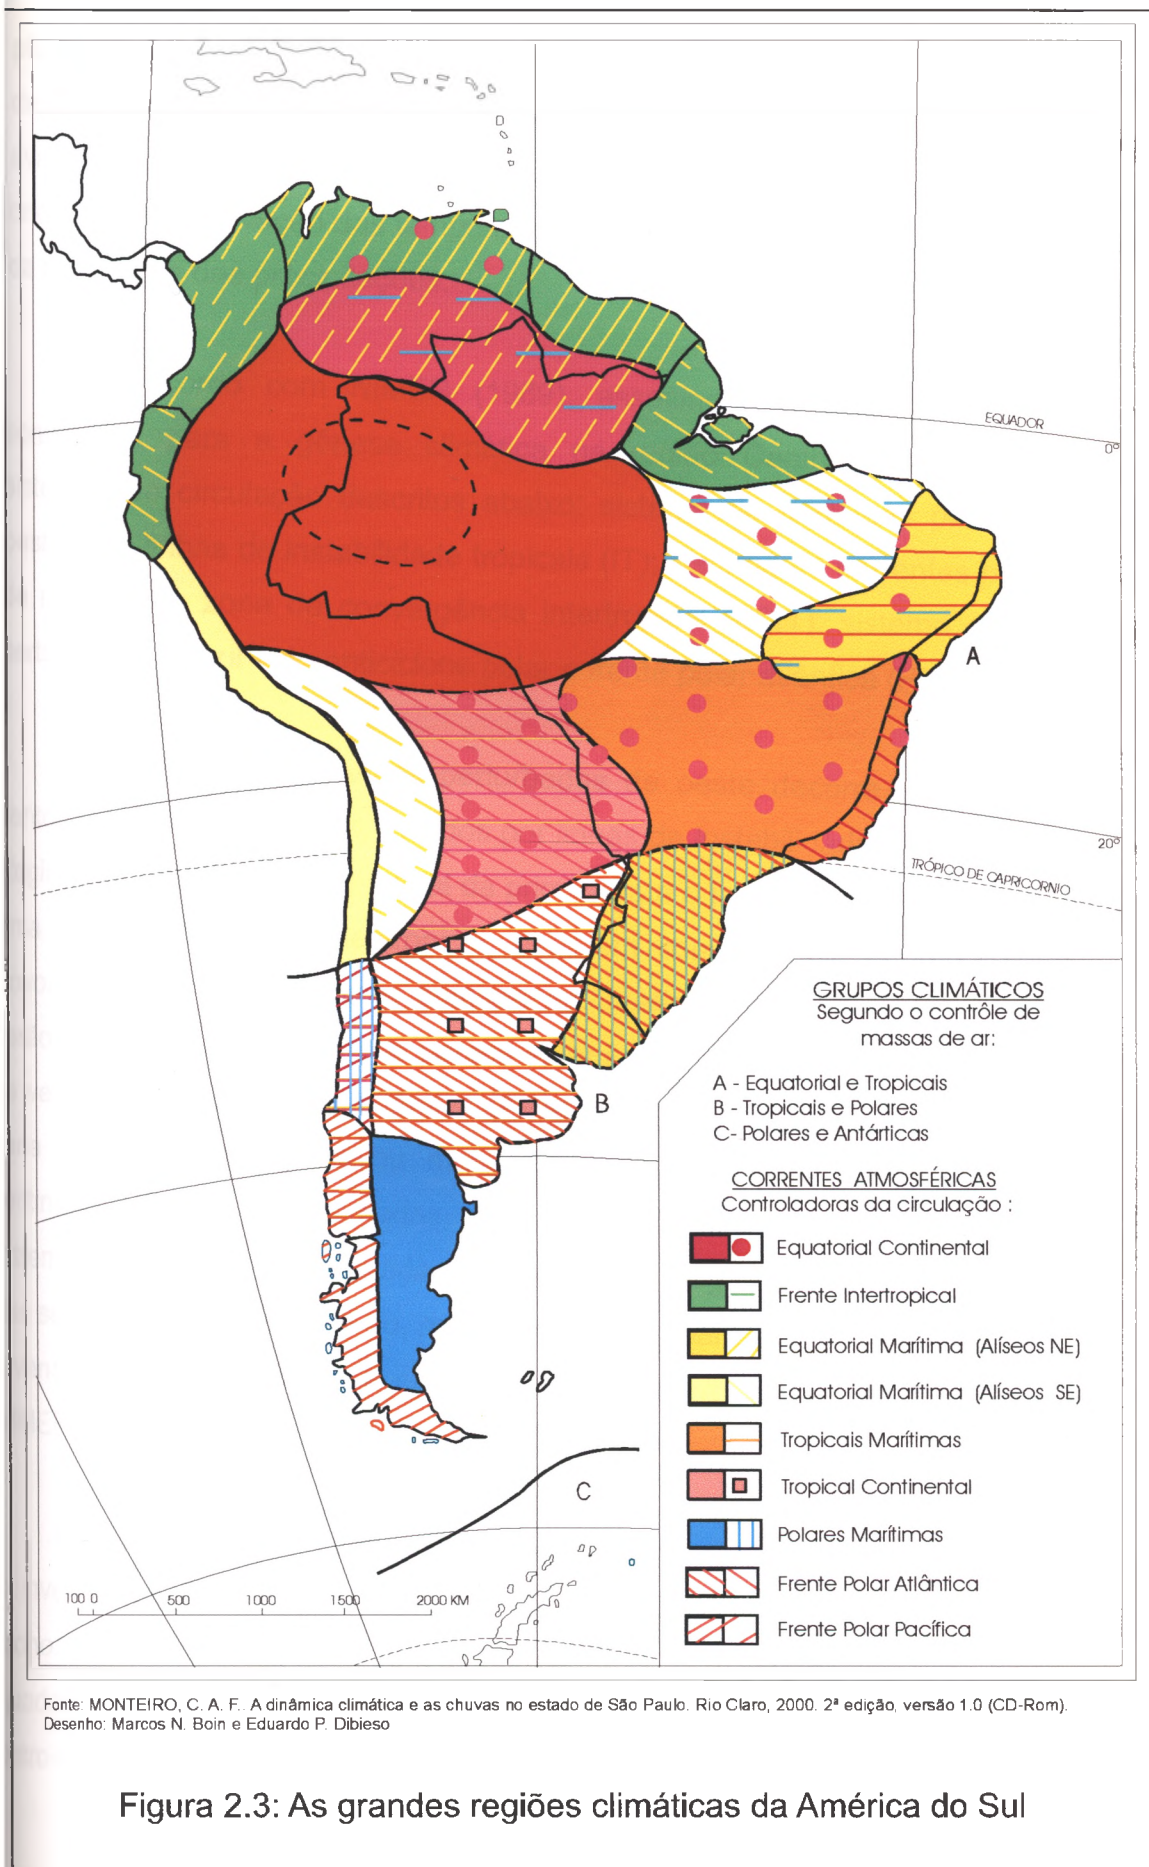 EQUADOR
0º
A
20º
TRÓPICO DE CAPRICORNIO
GRUPOS CLIMÁTICOS
Segundo o contrôle de
massas de ar:
A - Equatorial e Tropicais
B - Tropicais e Polares
C- Polares e Antárticas
B
CORRENTES ATMOSFÉRICAS
Controladoras da circulação :
Equatorial Continental
Frente Intertropical
Equatorial Marítima (Alíseos NE)
Equatorial Marítima (Alíseos SE)
Tropicais Marítimas
Tropical Continental
Polares Marítimas
Frente Polar Atlântica
Frente Polar Pacífica
C
100 0 500 1000 1500 2000 KM
Fonte: MONTEIRO, C. A. F.. A dinâmica climática e as chuvas no estado de São Paulo. Rio Claro, 2000. 2ª edição, versão 1.0 (CD-Rom).
Desenho: Marcos N. Boin e Eduardo P. Dibieso
Figura 2.3: As grandes regiões climáticas da América do Sul